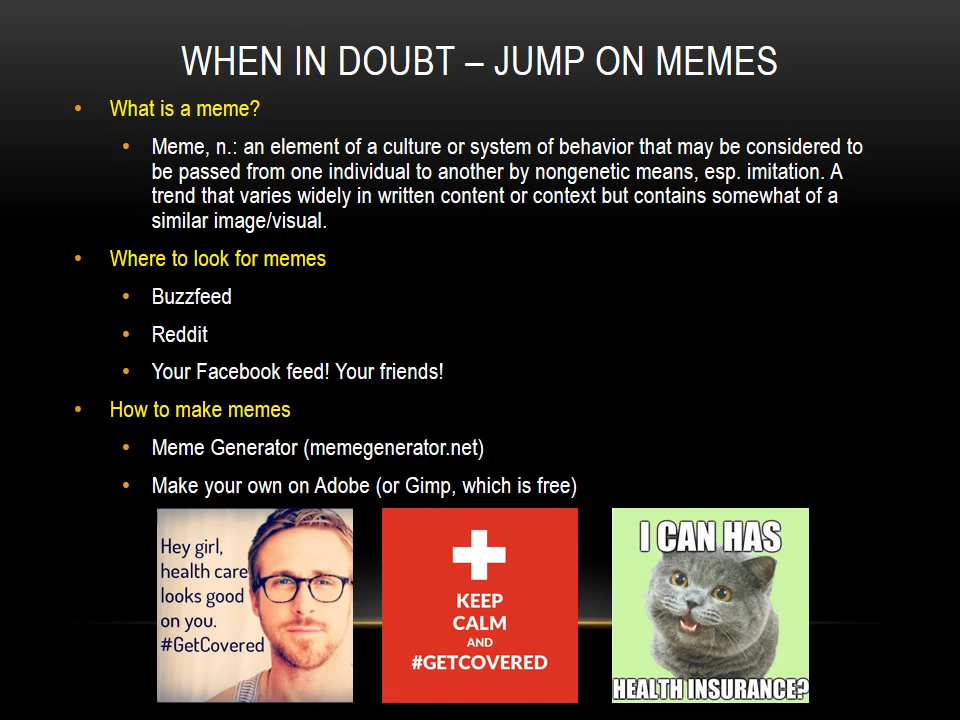 WHEN IN DOUBT – JUMP ON MEMES
• What is a meme?
• Meme, n.: an element of a culture or system of behavior that may be considered to
be passed from one individual to another by nongenetic means, esp. imitation. A
trend that varies widely in written content or context but contains somewhat of a
similar image/visual.
• Where to look for memes
• Buzzfeed
• Reddit
• Your Facebook feed! Your friends!
• How to make memes
• Meme Generator (memegenerator.net)
• Make your own on Adobe (or Gimp, which is free)
Hey girl,
health care
looks good
on you.
#GetCovered
KEEP
CALM
AND
#GETCOVERED
I CAN HAS
HEALTH INSURANCE?